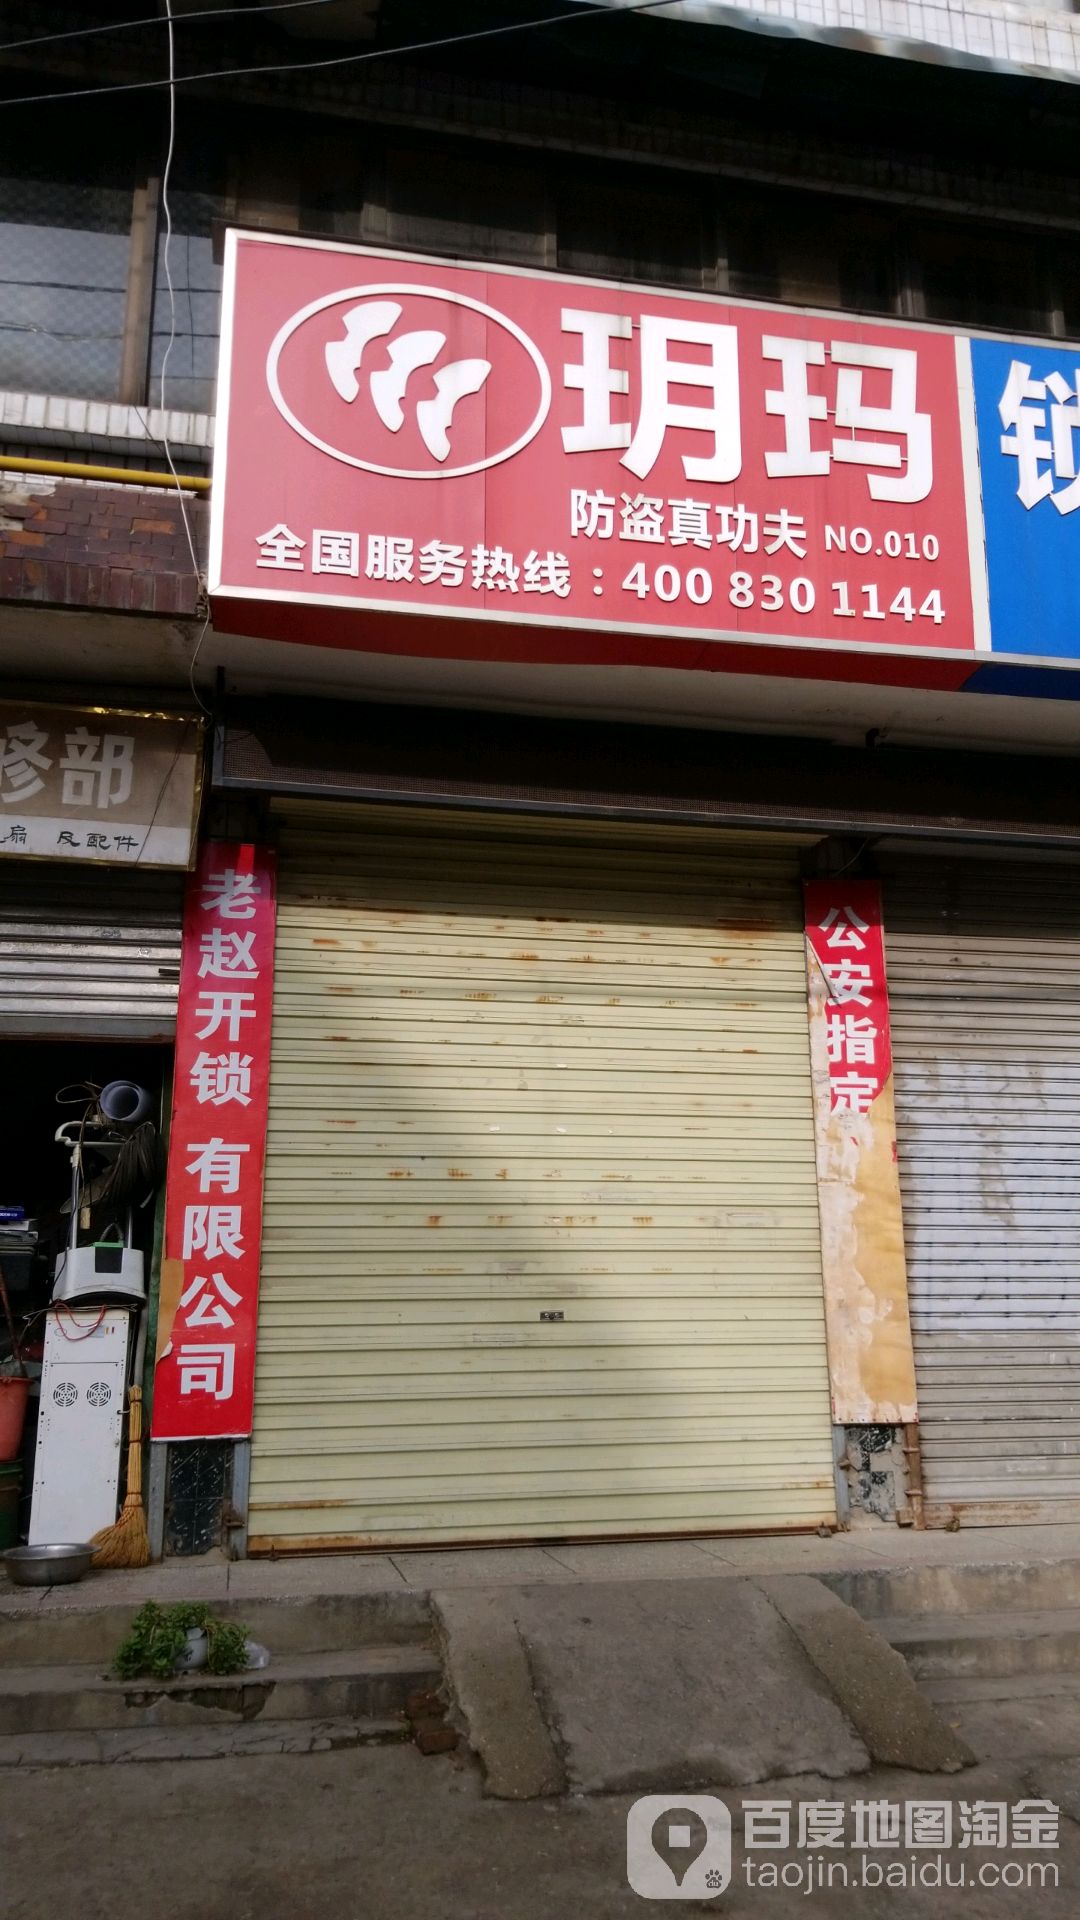 玥玛
防盗真功夫 NO.010
全国服务热线：400 830 1144
锁
修部
扇 及配件
老赵开锁 有限公司
公安指定
百度地图淘金
taojin.baidu.com